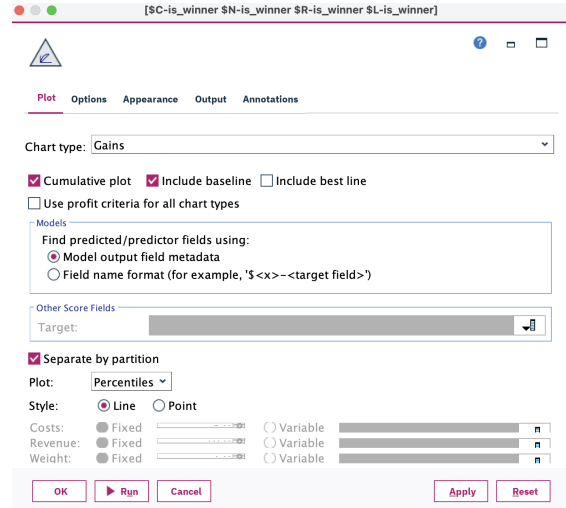 [$C-is_winner $N-is_winner $R-is_winner $L-is_winner]
?
Plot Options Appearance Output Annotations
Chart type: Gains
Cumulative plot Include baseline Include best line
Use profit criteria for all chart types
Models
Find predicted/predictor fields using:
Model output field metadata
Field name format (for example, '$<x>-<target field>')
Other Score Fields
Target:
Separate by partition
Plot: Percentiles
Style: Line Point
Costs: Fixed Variable
Revenue: Fixed Variable
Weight: Fixed Variable
OK Run Cancel Apply Reset